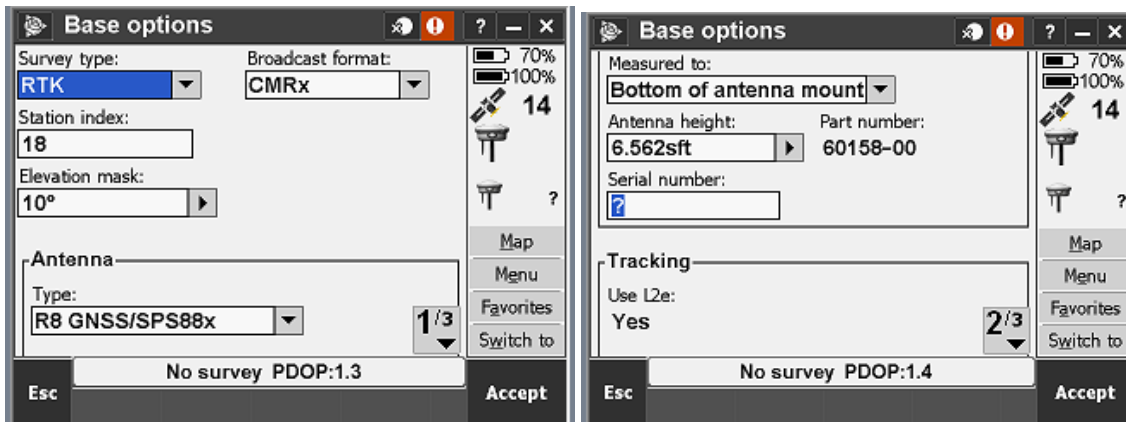 Base options
? – ×
Survey type:
Broadcast format:
70%
RTK
CMRx
100%
Station index:
14
18
Elevation mask:
10°
?
Map
Antenna
Menu
Type:
Favorites
R8 GNSS/SPS88x
1/3
Switch to
No survey PDOP:1.3
Esc
Accept
Base options
? – ×
Measured to:
70%
Bottom of antenna mount
100%
Antenna height:
Part number:
14
6.562sft
60158-00
Serial number:
?
?
Map
Tracking
Menu
Use L2e:
Favorites
Yes
2/3
Switch to
No survey PDOP:1.4
Esc
Accept